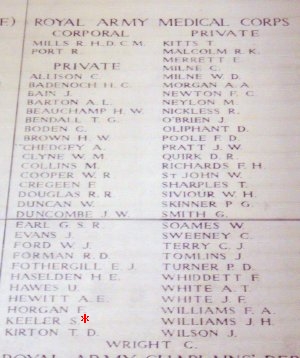 E) ROYAL ARMY MEDICAL CORPS
CORPORAL
MILLS R. H. D. C. M.
PORT R.
PRIVATE
ALLISON C.
BADENOCH H. C.
BAIN J.
BARTON A. L.
BEAUCHAMP H. W.
BENDALL T. G.
BODEN C.
BROWN H. W.
CHEDGEY A.
CLYNE W. M.
COLLINS M.
COOPER W. R.
CREGEEN F.
DOUGLAS R. R.
DUNCAN W.
DUNCOMBE J. W.
EARL G. S. R.
EVANS J.
FORD W. J.
FORMAN R. D.
FOTHERGILL E. J.
HASELDEN H. E.
HAWES U.
HEWITT A. E.
HORGAN F.
KEELER S. *
KIRTON T. D.
PRIVATE
KITTS T.
MALCOLM R. K.
MERRETT E.
MILNE C.
MILNE W. D.
MORGAN A. A.
NEWTON F. C.
NEYLON M.
NICKLESS R.
O'BRIEN J.
OLIPHANT D.
POOLE F. D.
PRATT J. W.
QUIRK D. R.
RICHARDS F. H.
ST JOHN W.
SHARPLES T.
SIVIOUR W. H.
SKINNER P. G.
SMITH G.
SOAMES W.
SWEENEY C.
TERRY C. J.
TOMLINS J.
TURNER P. D.
WHIDDETT F.
WHITE A. T.
WHITE J. F.
WILLIAMS F. A.
WILLIAMS J. H.
WILSON J.
WRIGHT C.
ROYAL ARMY